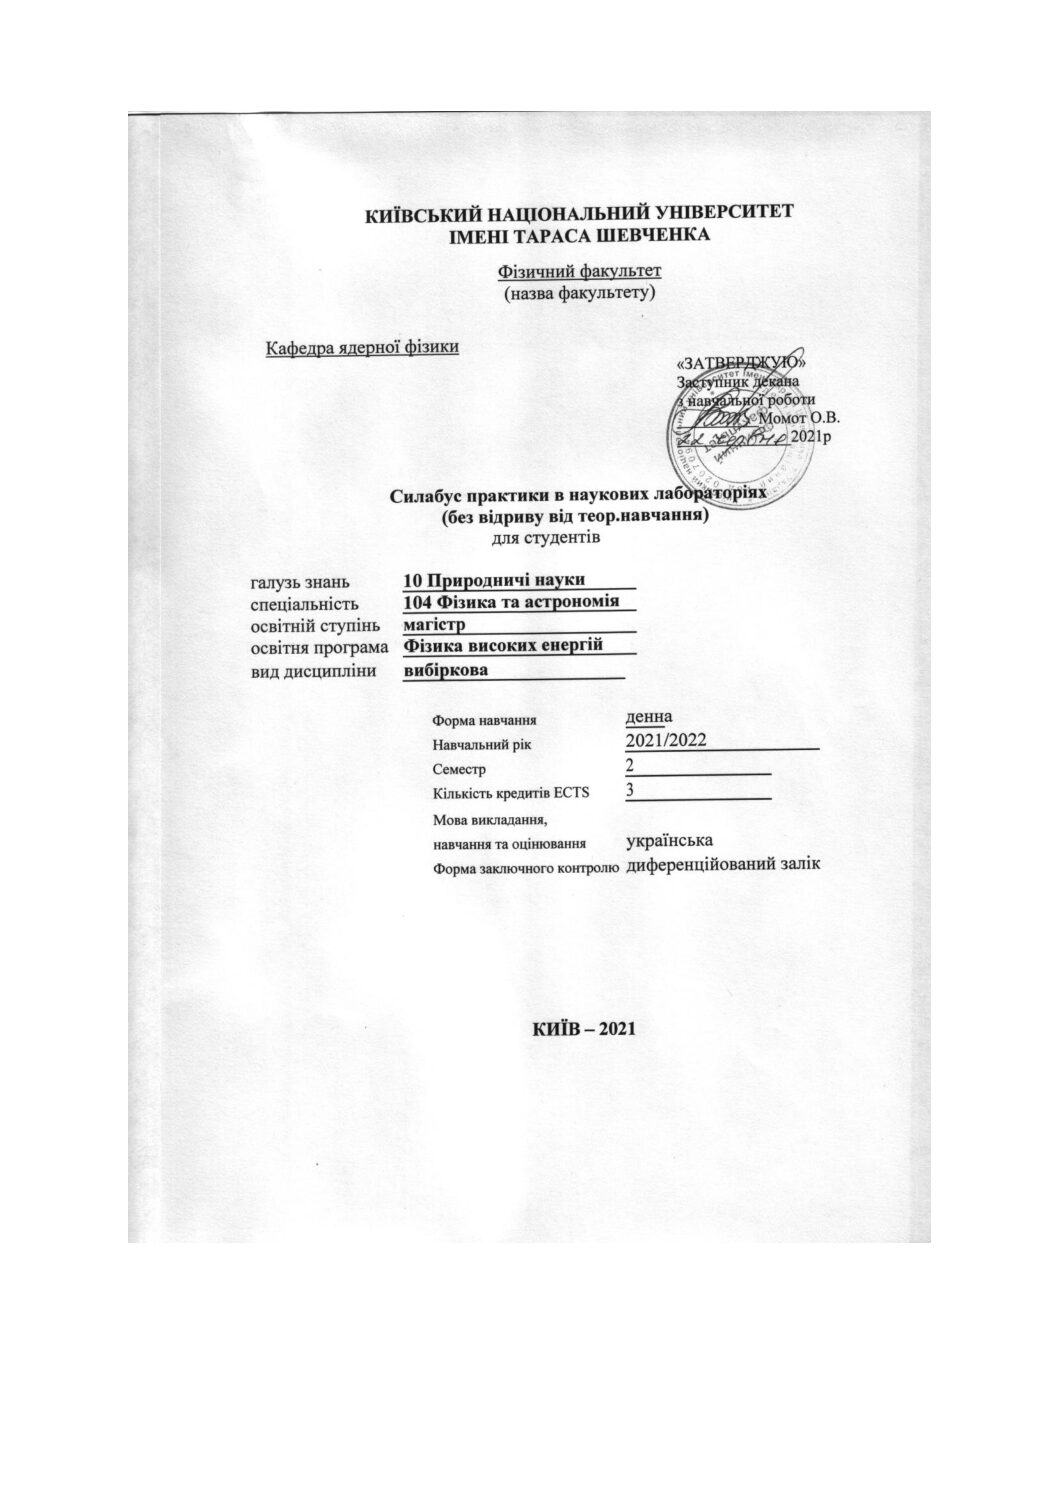 КИЇВСЬКИЙ НАЦІОНАЛЬНИЙ УНІВЕРСИТЕТ
ІМЕНІ ТАРАСА ШЕВЧЕНКА
Фізичний факультет
(назва факультету)
Кафедра ядерної фізики
«ЗАТВЕРДЖУЮ»
Заступник декана
з навчальної роботи
Момот О.В.
2021р
Силабус практики в наукових лабораторіях
(без відриву від теор.навчання)
для студентів
галузь знань 10 Природничі науки
спеціальність 104 Фізика та астрономія
освітній ступінь магістр
освітня програма Фізика високих енергій
вид дисципліни вибіркова
Форма навчання денна
Навчальний рік 2021/2022
Семестр 2
Кількість кредитів ECTS 3
Мова викладання,
навчання та оцінювання українська
Форма заключного контролю диференційований залік
КИЇВ – 2021